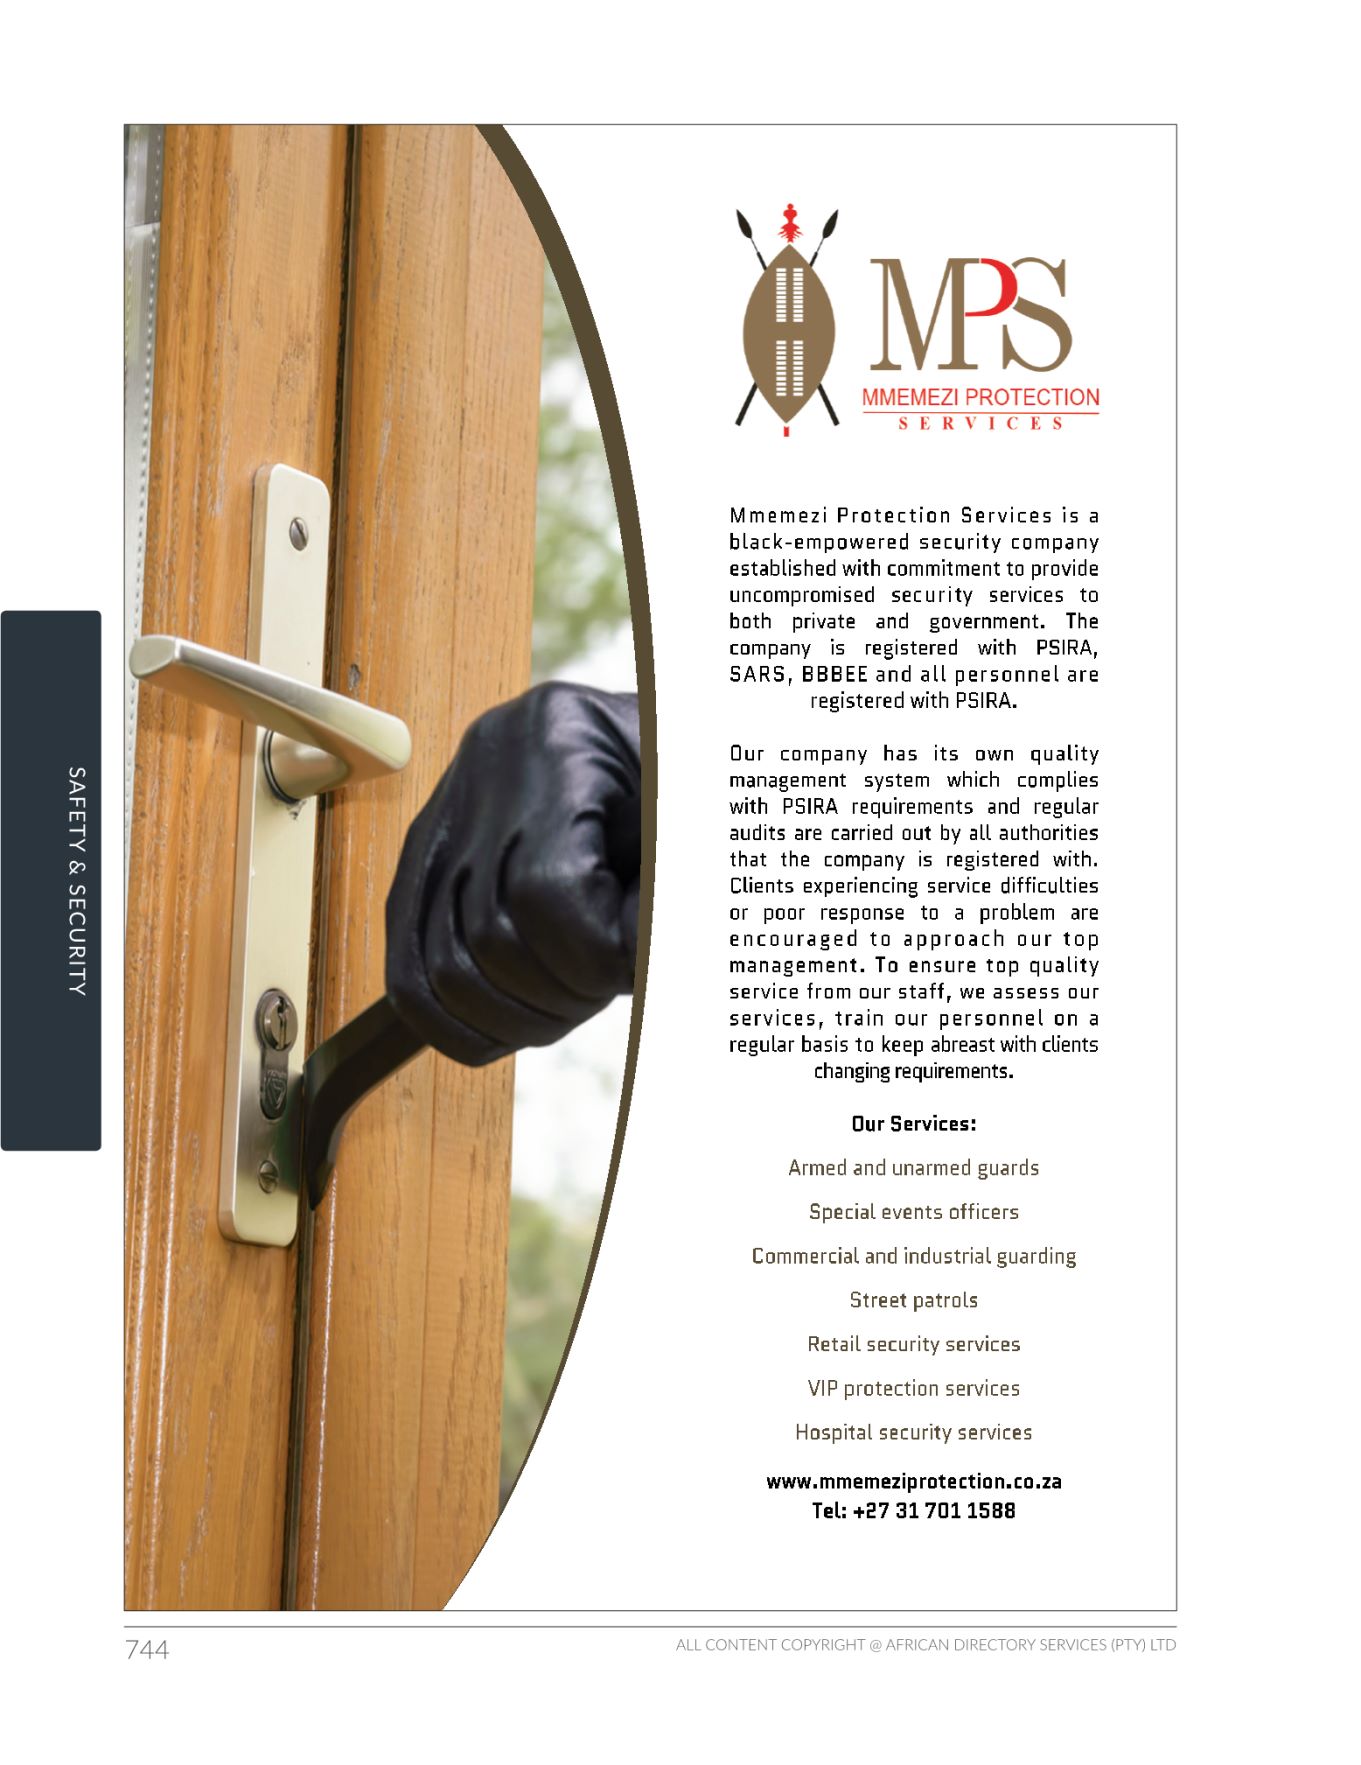 SAFETY & SECURITY
MPS
MMEMEZI PROTECTION
SERVICES
Mmemezi Protection Services is a
black-empowered security company
established with commitment to provide
uncompromised security services to
both private and government. The
company is registered with PSIRA,
SARS, BBBEE and all personnel are
registered with PSIRA.
Our company has its own quality
management system which complies
with PSIRA requirements and regular
audits are carried out by all authorities
that the company is registered with.
Clients experiencing service difficulties
or poor response to a problem are
encouraged to approach our top
management. To ensure top quality
service from our staff, we assess our
services, train our personnel on a
regular basis to keep abreast with clients
changing requirements.
Our Services:
Armed and unarmed guards
Special events officers
Commercial and industrial guarding
Street patrols
Retail security services
VIP protection services
Hospital security services
www.mmemeziprotection.co.za
Tel: +27 31 701 1588
744
ALL CONTENT COPYRIGHT @ AFRICAN DIRECTORY SERVICES (PTY) LTD